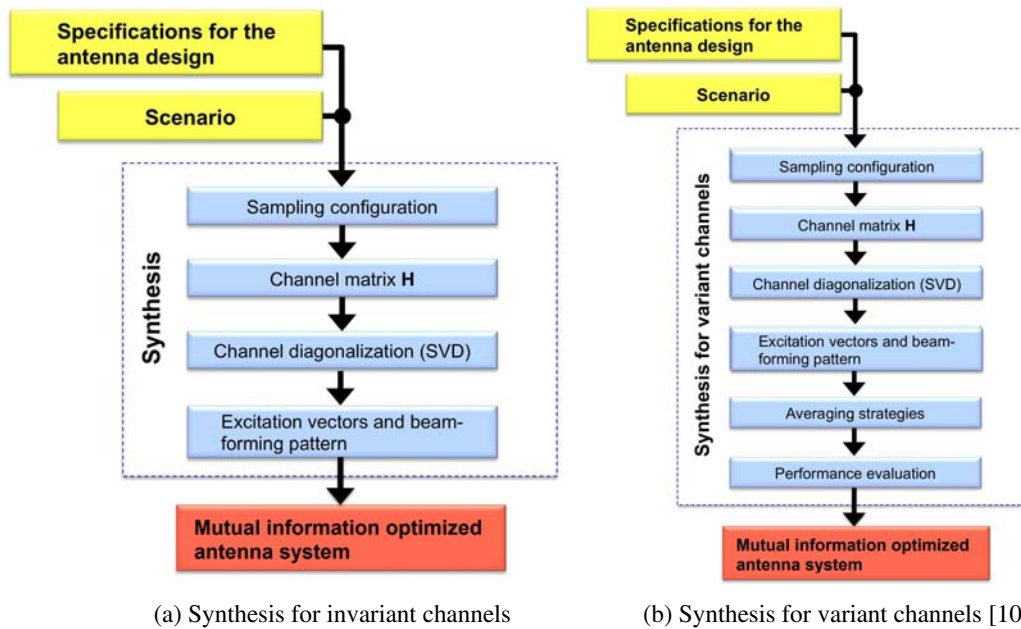 Specifications for the
antenna design
Scenario
Synthesis
Sampling configuration
Channel matrix H
Channel diagonalization (SVD)
Excitation vectors and beam-
forming pattern
Mutual information optimized
antenna system
(a) Synthesis for invariant channels
Specifications for the
antenna design
Scenario
Synthesis for variant channels
Sampling configuration
Channel matrix H
Channel diagonalization (SVD)
Excitation vectors and beam-
forming pattern
Averaging strategies
Performance evaluation
Mutual information optimized
antenna system
(b) Synthesis for variant channels [10